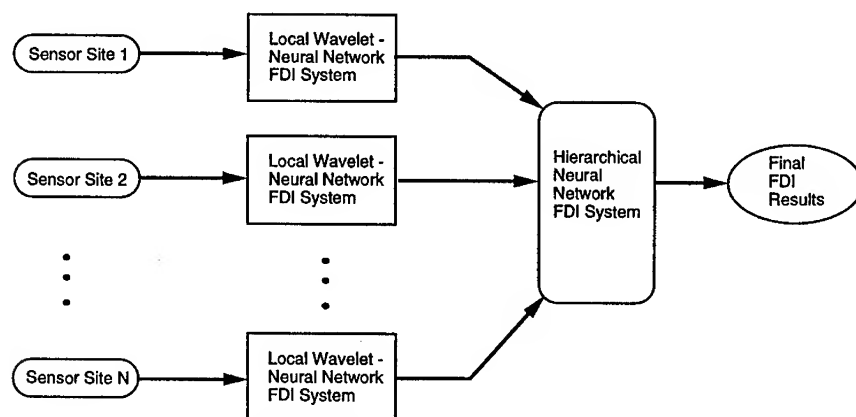 Sensor Site 1
Local Wavelet -
Neural Network
FDI System
Sensor Site 2
Local Wavelet -
Neural Network
FDI System
Hierarchical
Neural
Network
FDI System
Final
FDI
Results
Sensor Site N
Local Wavelet -
Neural Network
FDI System